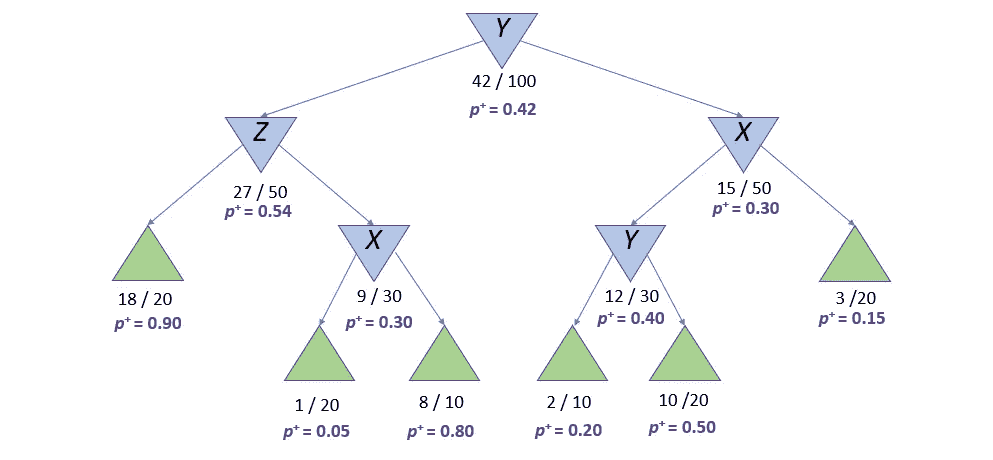 Y
42 / 100
p⁺ = 0.42
Z
27 / 50
p⁺ = 0.54
X
15 / 50
p⁺ = 0.30
18 / 20
p⁺ = 0.90
X
9 / 30
p⁺ = 0.30
Y
12 / 30
p⁺ = 0.40
3 /20
p⁺ = 0.15
1 / 20
p⁺ = 0.05
8 / 10
p⁺ = 0.80
2 / 10
p⁺ = 0.20
10 /20
p⁺ = 0.50